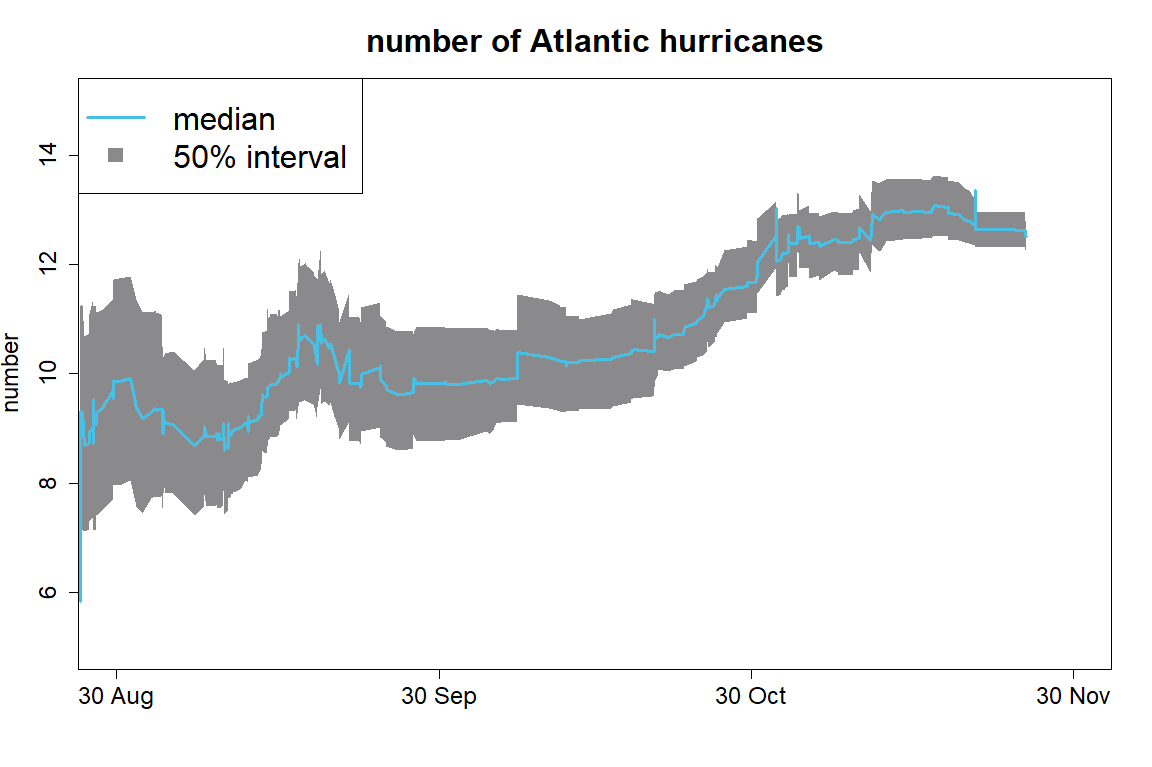 number of Atlantic hurricanes
median
50% interval
number
14
12
10
8
6
30 Aug
30 Sep
30 Oct
30 Nov